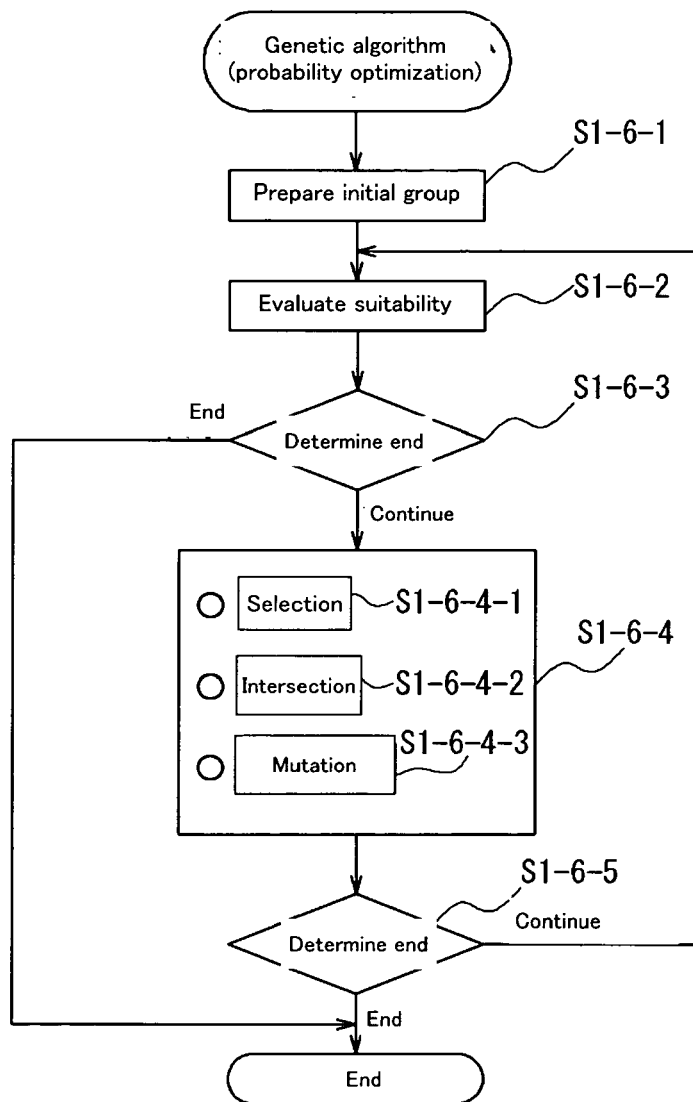 Genetic algorithm
(probability optimization)
S1-6-1
Prepare initial group
S1-6-2
Evaluate suitability
S1-6-3
End
Determine end
Continue
Selection
S1-6-4-1
S1-6-4
Intersection
S1-6-4-2
S1-6-4-3
Mutation
S1-6-5
Continue
Determine end
End
End